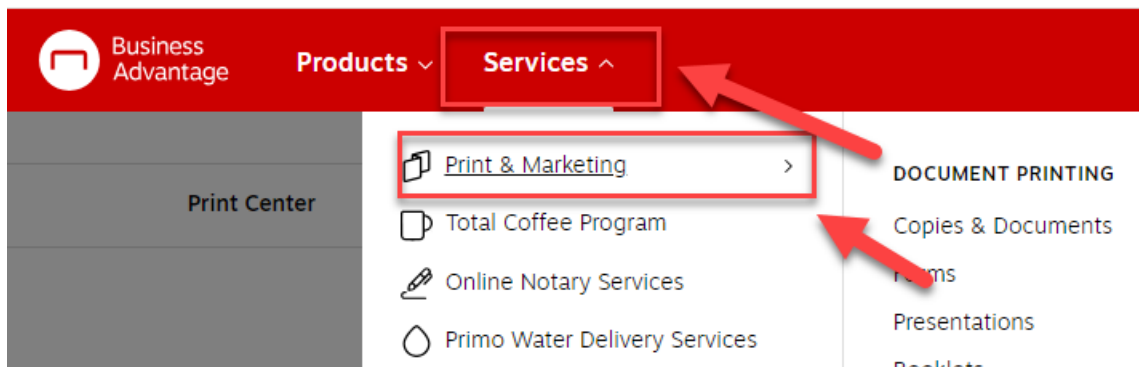 Business
Advantage
Products
Services
Print Center
Print & Marketing
Total Coffee Program
Online Notary Services
Primo Water Delivery Services
DOCUMENT PRINTING
Copies & Documents
Presentations